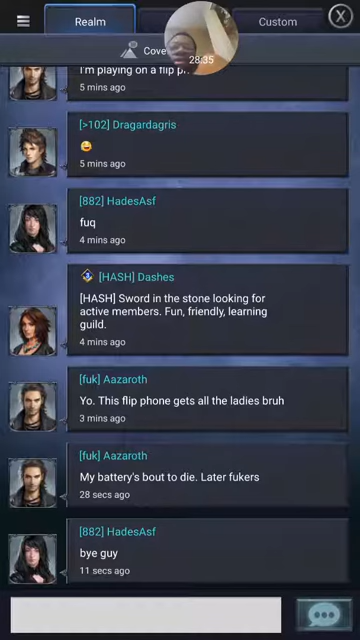 Realm
Custom
X
Cove
28:35
I'm playing on a flip
5 mins ago
[>102] Dragardagris
😂
5 mins ago
[882] HadesAsf
fuq
4 mins ago
3 [HASH] Dashes
[HASH] Sword in the stone looking for
active members. Fun, friendly, learning
guild.
4 mins ago
[fuk] Aazaroth
Yo. This flip phone gets all the ladies bruh
3 mins ago
[fuk] Aazaroth
My battery's bout to die. Later fukers
28 secs ago
[882] HadesAsf
bye guy
11 secs ago